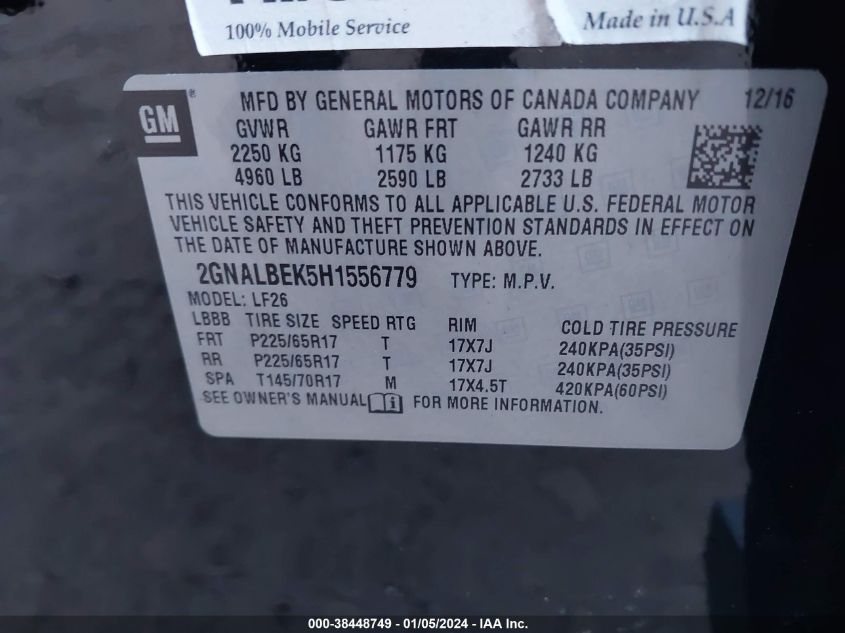 100% Mobile Service
Made in U.S.A
GM ®
MFD BY GENERAL MOTORS OF CANADA COMPANY 12/16
GVWR GAWR FRT GAWR RR
2250 KG 1175 KG 1240 KG
4960 LB 2590 LB 2733 LB
THIS VEHICLE CONFORMS TO ALL APPLICABLE U.S. FEDERAL MOTOR
VEHICLE SAFETY AND THEFT PREVENTION STANDARDS IN EFFECT ON
THE DATE OF MANUFACTURE SHOWN ABOVE.
2GNALBEK5H1556779 TYPE: M.P.V.
MODEL: LF26
LBBB TIRE SIZE SPEED RTG RIM COLD TIRE PRESSURE
FRT P225/65R17 T 17X7J 240KPA(35PSI)
RR P225/65R17 T 17X7J 240KPA(35PSI)
SPA T145/70R17 M 17X4.5T 420KPA(60PSI)
SEE OWNER'S MANUAL i FOR MORE INFORMATION.
000-38448749 - 01/05/2024 - IAA Inc.